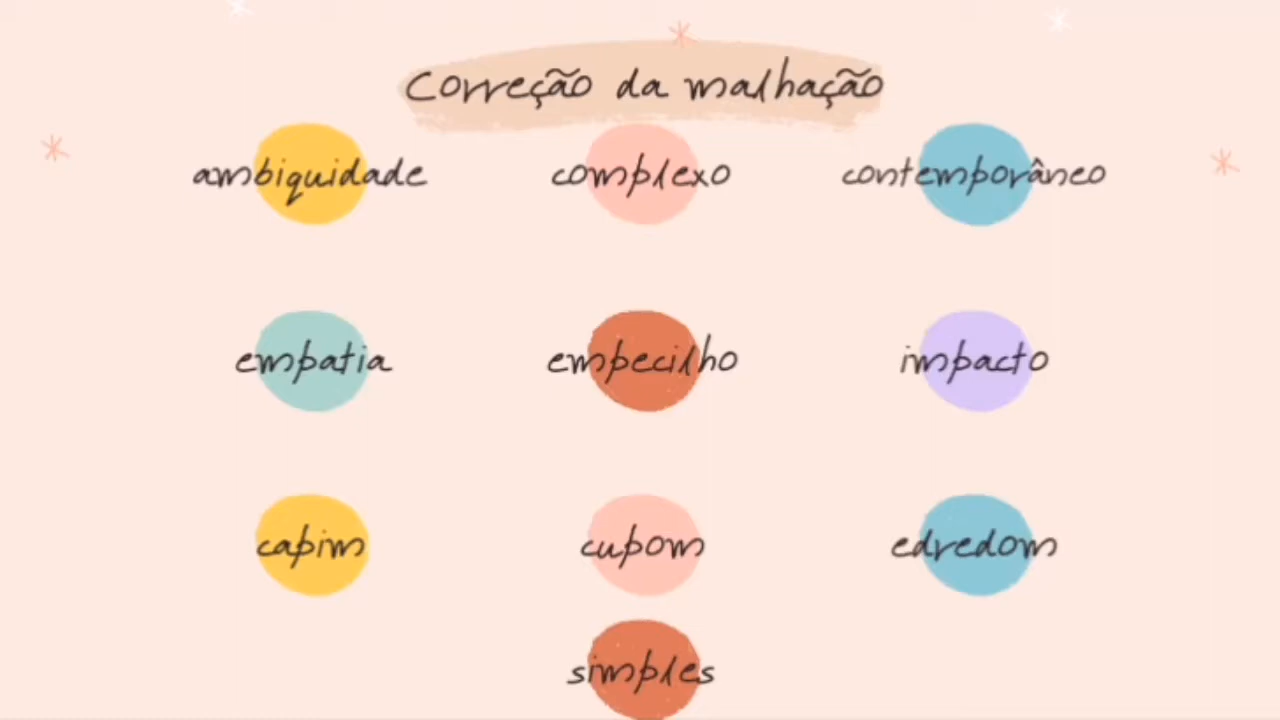 Correção da malhação
ambiguidade complexo contemporâneo
empatia empecilho impacto
capim cupom edredom
simples